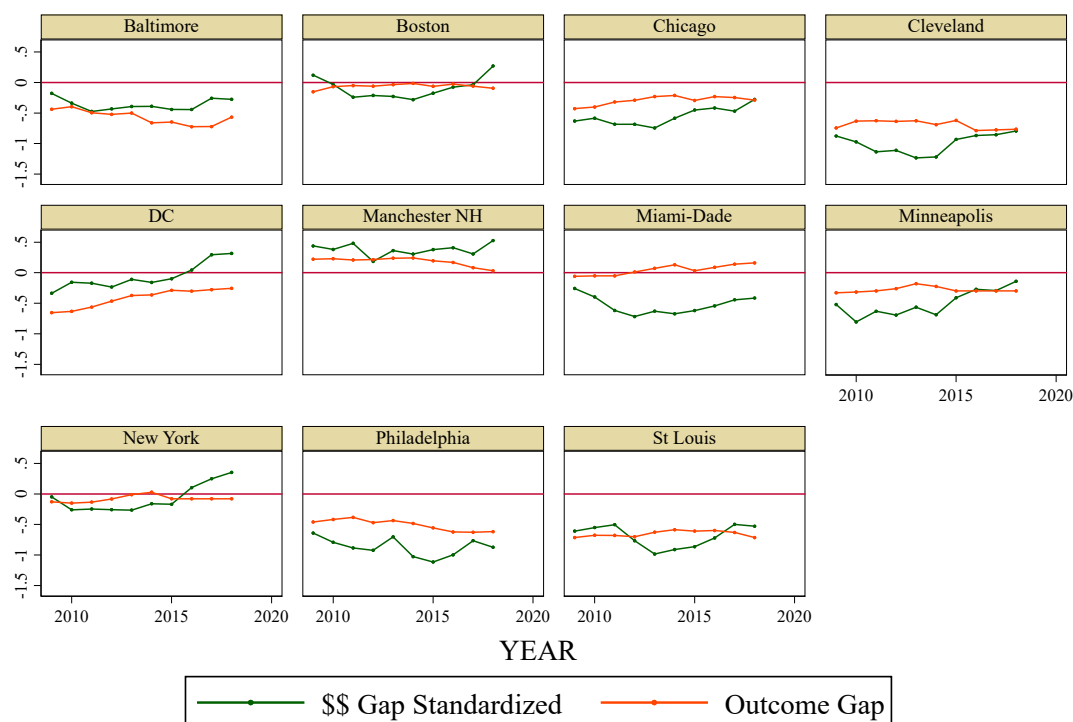 Baltimore Boston Chicago Cleveland
.5
0
-.5
-1
-1.5
DC Manchester NH Miami-Dade Minneapolis
.5
0
-.5
-1
-1.5
2010 2015 2020
New York Philadelphia St Louis
.5
0
-.5
-1
-1.5
2010 2015 2020 2010 2015 2020 2010 2015 2020
YEAR
$$ Gap Standardized Outcome Gap